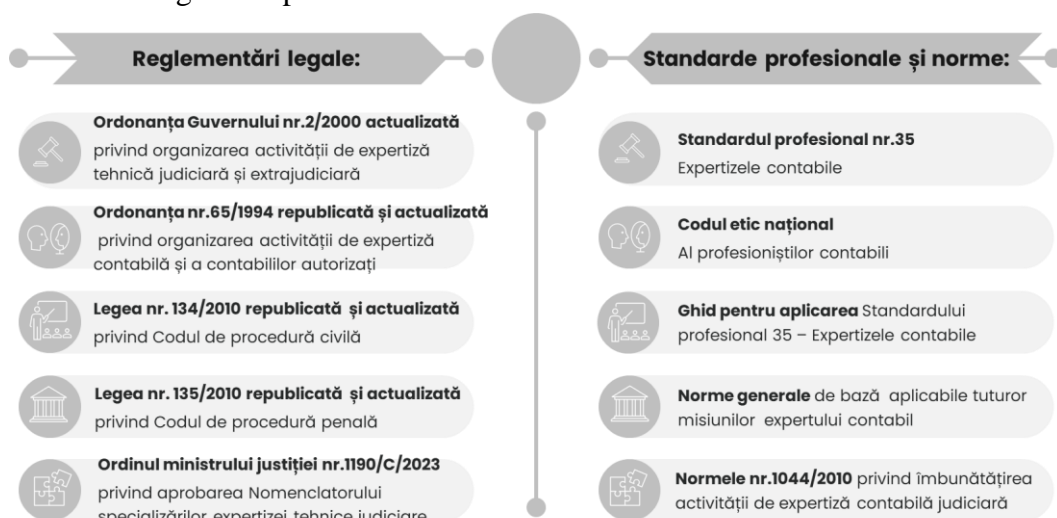 Reglementări legale:
Ordonanța Guvernului nr.2/2000 actualizată
privind organizarea activității de expertiză
tehnică judiciară și extrajudiciară
Ordonanța nr.65/1994 republicată și actualizată
privind organizarea activității de expertiză
contabilă și a contabililor autorizați
Legea nr. 134/2010 republicată și actualizată
privind Codul de procedură civilă
Legea nr. 135/2010 republicată și actualizată
privind Codul de procedură penală
Ordinul ministrului justiției nr.1190/C/2023
privind aprobarea Nomenclatorului
specializărilor expertizei tehnice judiciare
Standarde profesionale și norme:
Standardul profesional nr.35
Expertizele contabile
Codul etic național
Al profesioniștilor contabili
Ghid pentru aplicarea Standardului
profesional 35 – Expertizele contabile
Norme generale de bază aplicabile tuturor
misiunilor expertului contabil
Normele nr.1044/2010 privind îmbunătățirea
activității de expertiză contabilă judiciară